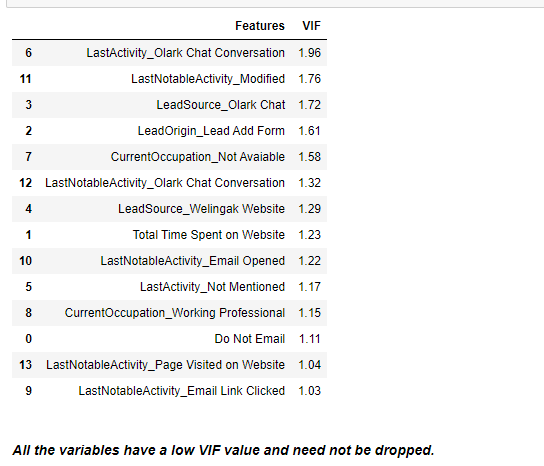 Features VIF
6 LastActivity_Olark Chat Conversation 1.96
11 LastNotableActivity_Modified 1.76
3 LeadSource_Olark Chat 1.72
2 LeadOrigin_Lead Add Form 1.61
7 CurrentOccupation_Not Avaiable 1.58
12 LastNotableActivity_Olark Chat Conversation 1.32
4 LeadSource_Welingak Website 1.29
1 Total Time Spent on Website 1.23
10 LastNotableActivity_Email Opened 1.22
5 LastActivity_Not Mentioned 1.17
8 CurrentOccupation_Working Professional 1.15
0 Do Not Email 1.11
13 LastNotableActivity_Page Visited on Website 1.04
9 LastNotableActivity_Email Link Clicked 1.03
All the variables have a low VIF value and need not be dropped.